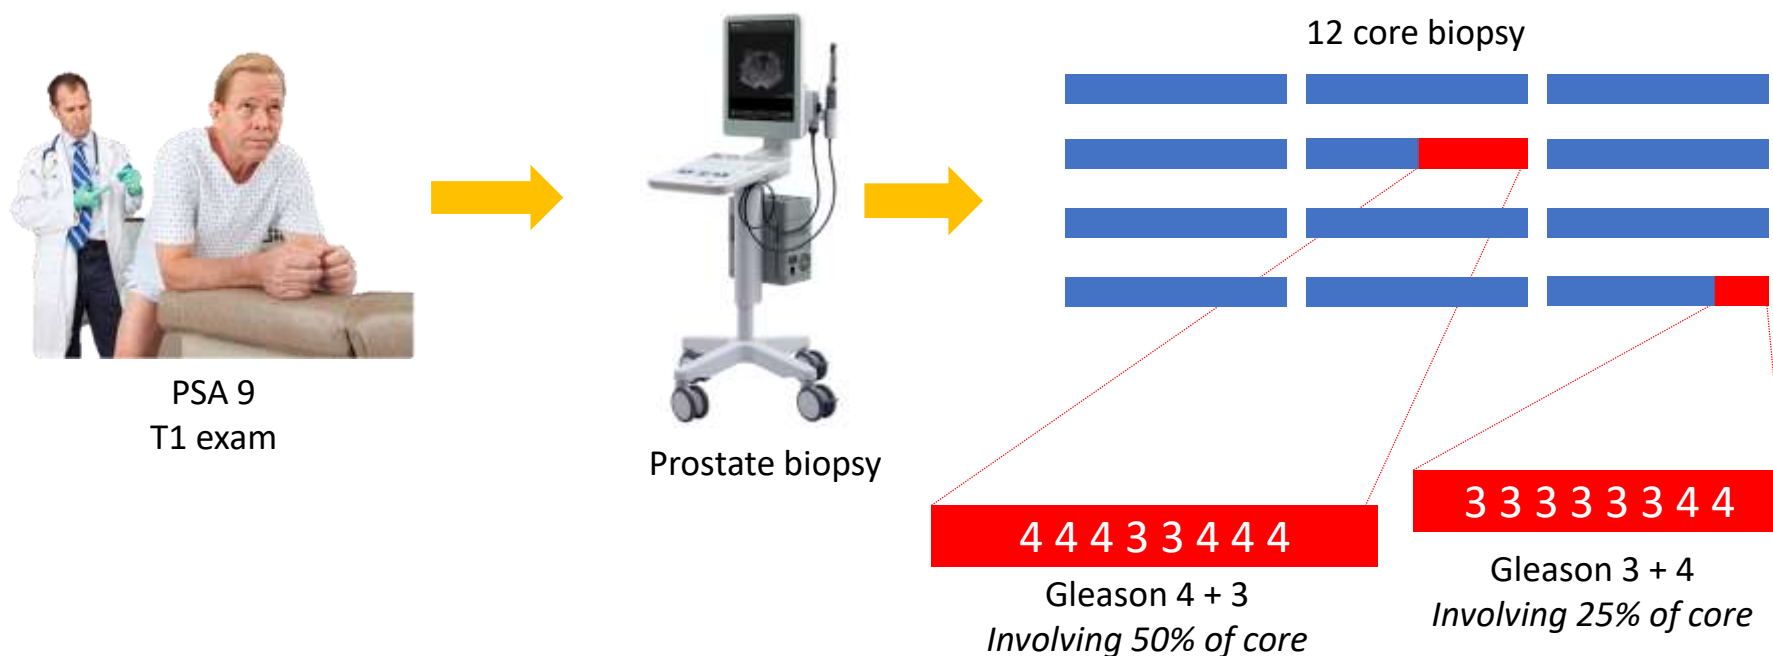 PSA 9
T1 exam
Prostate biopsy
12 core biopsy
4 4 4 3 3 4 4 4
Gleason 4 + 3
Involving 50% of core
3 3 3 3 3 3 4 4
Gleason 3 + 4
Involving 25% of core